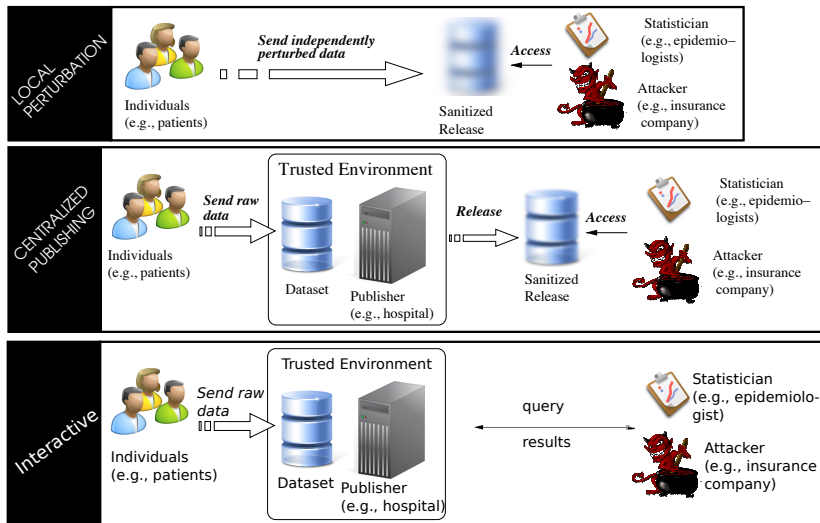 LOCAL
PERTURBATION
Individuals
(e.g., patients)
Send independently
perturbed data
Sanitized
Release
Access
Statistician
(e.g., epidemio-
logists)
Attacker
(e.g., insurance
company)
CENTRALIZED
PUBLISHING
Individuals
(e.g., patients)
Send raw
data
Trusted Environment
Dataset
Publisher
(e.g., hospital)
Release
Sanitized
Release
Access
Statistician
(e.g., epidemio-
logists)
Attacker
(e.g., insurance
company)
Interactive
Individuals
(e.g., patients)
Send raw
data
Trusted Environment
Dataset
Publisher
(e.g., hospital)
query
results
Statistician
(e.g., epidemiolo-
gist)
Attacker
(e.g., insurance
company)